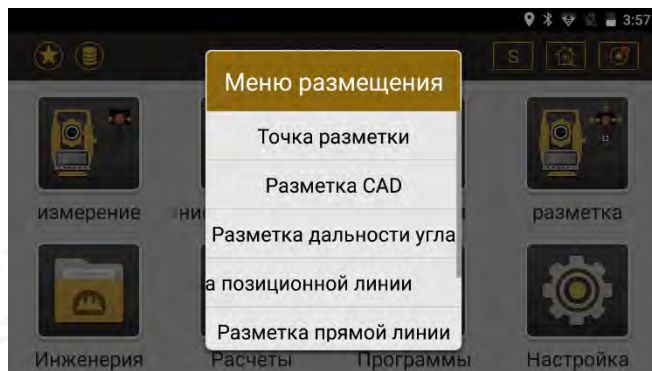 3:57
S
Меню размещения
Точка разметки
Разметка CAD
измерение
разметка
Разметка дальности угла
а позиционной линии
Разметка прямой линии
Инженерия
Расчеты
Программы
Настройка